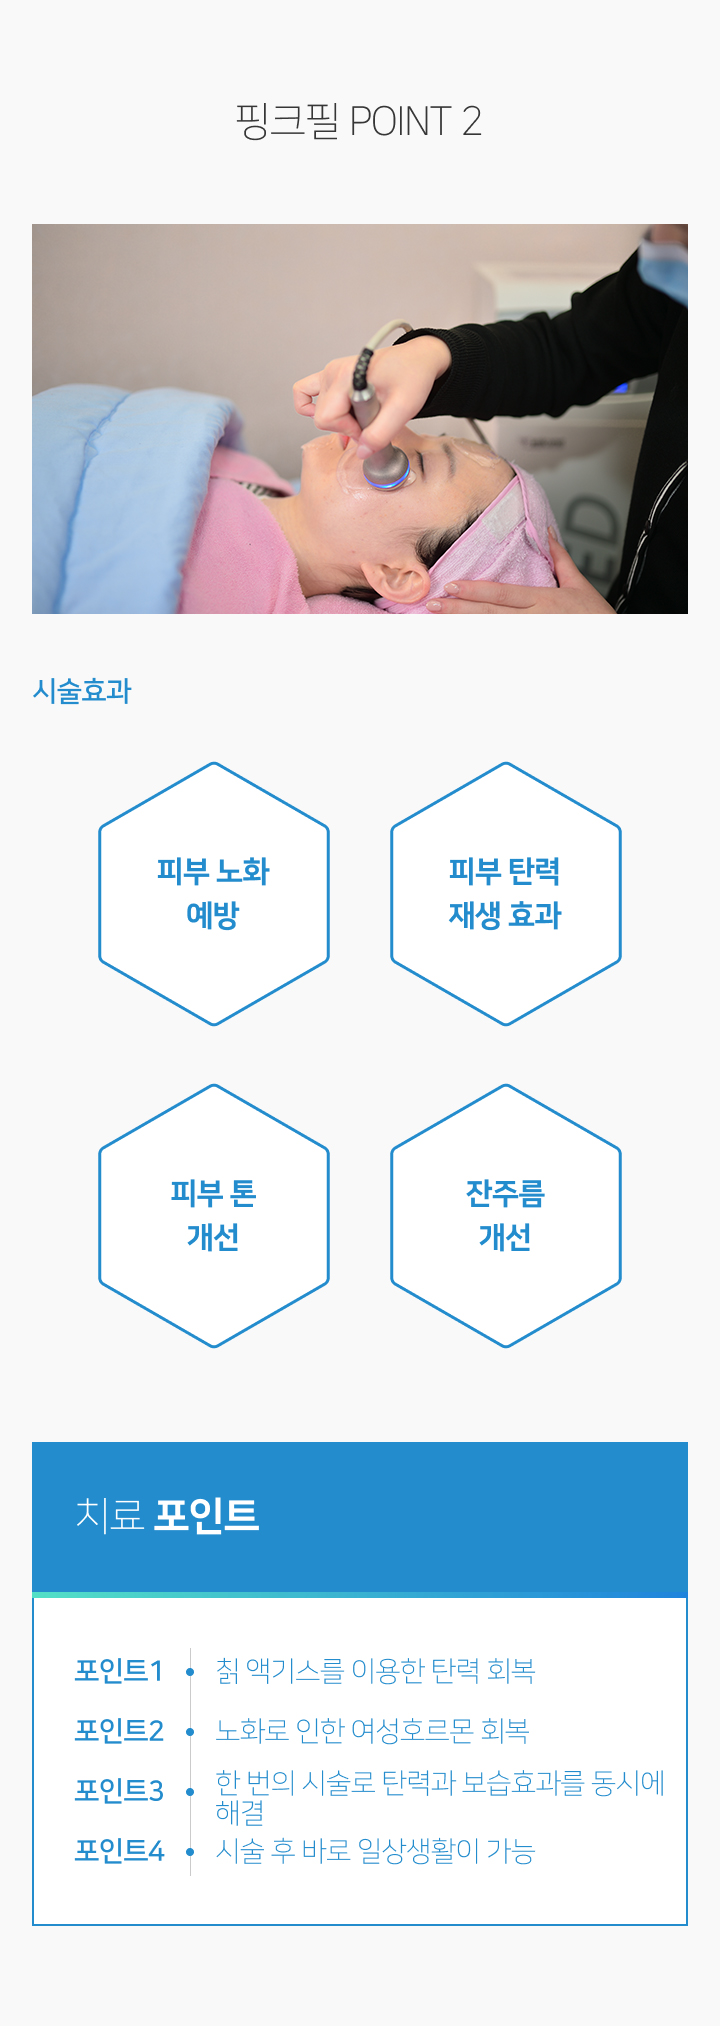 핑크필 POINT 2
ED
시술효과
피부 노화
예방
피부 탄력
재생 효과
피부 톤
개선
잔주름
개선
치료 포인트
포인트1 칡 액기스를 이용한 탄력 회복
포인트2 노화로 인한 여성호르몬 회복
포인트3 한 번의 시술로 탄력과 보습효과를 동시에
해결
포인트4 시술 후 바로 일상생활이 가능